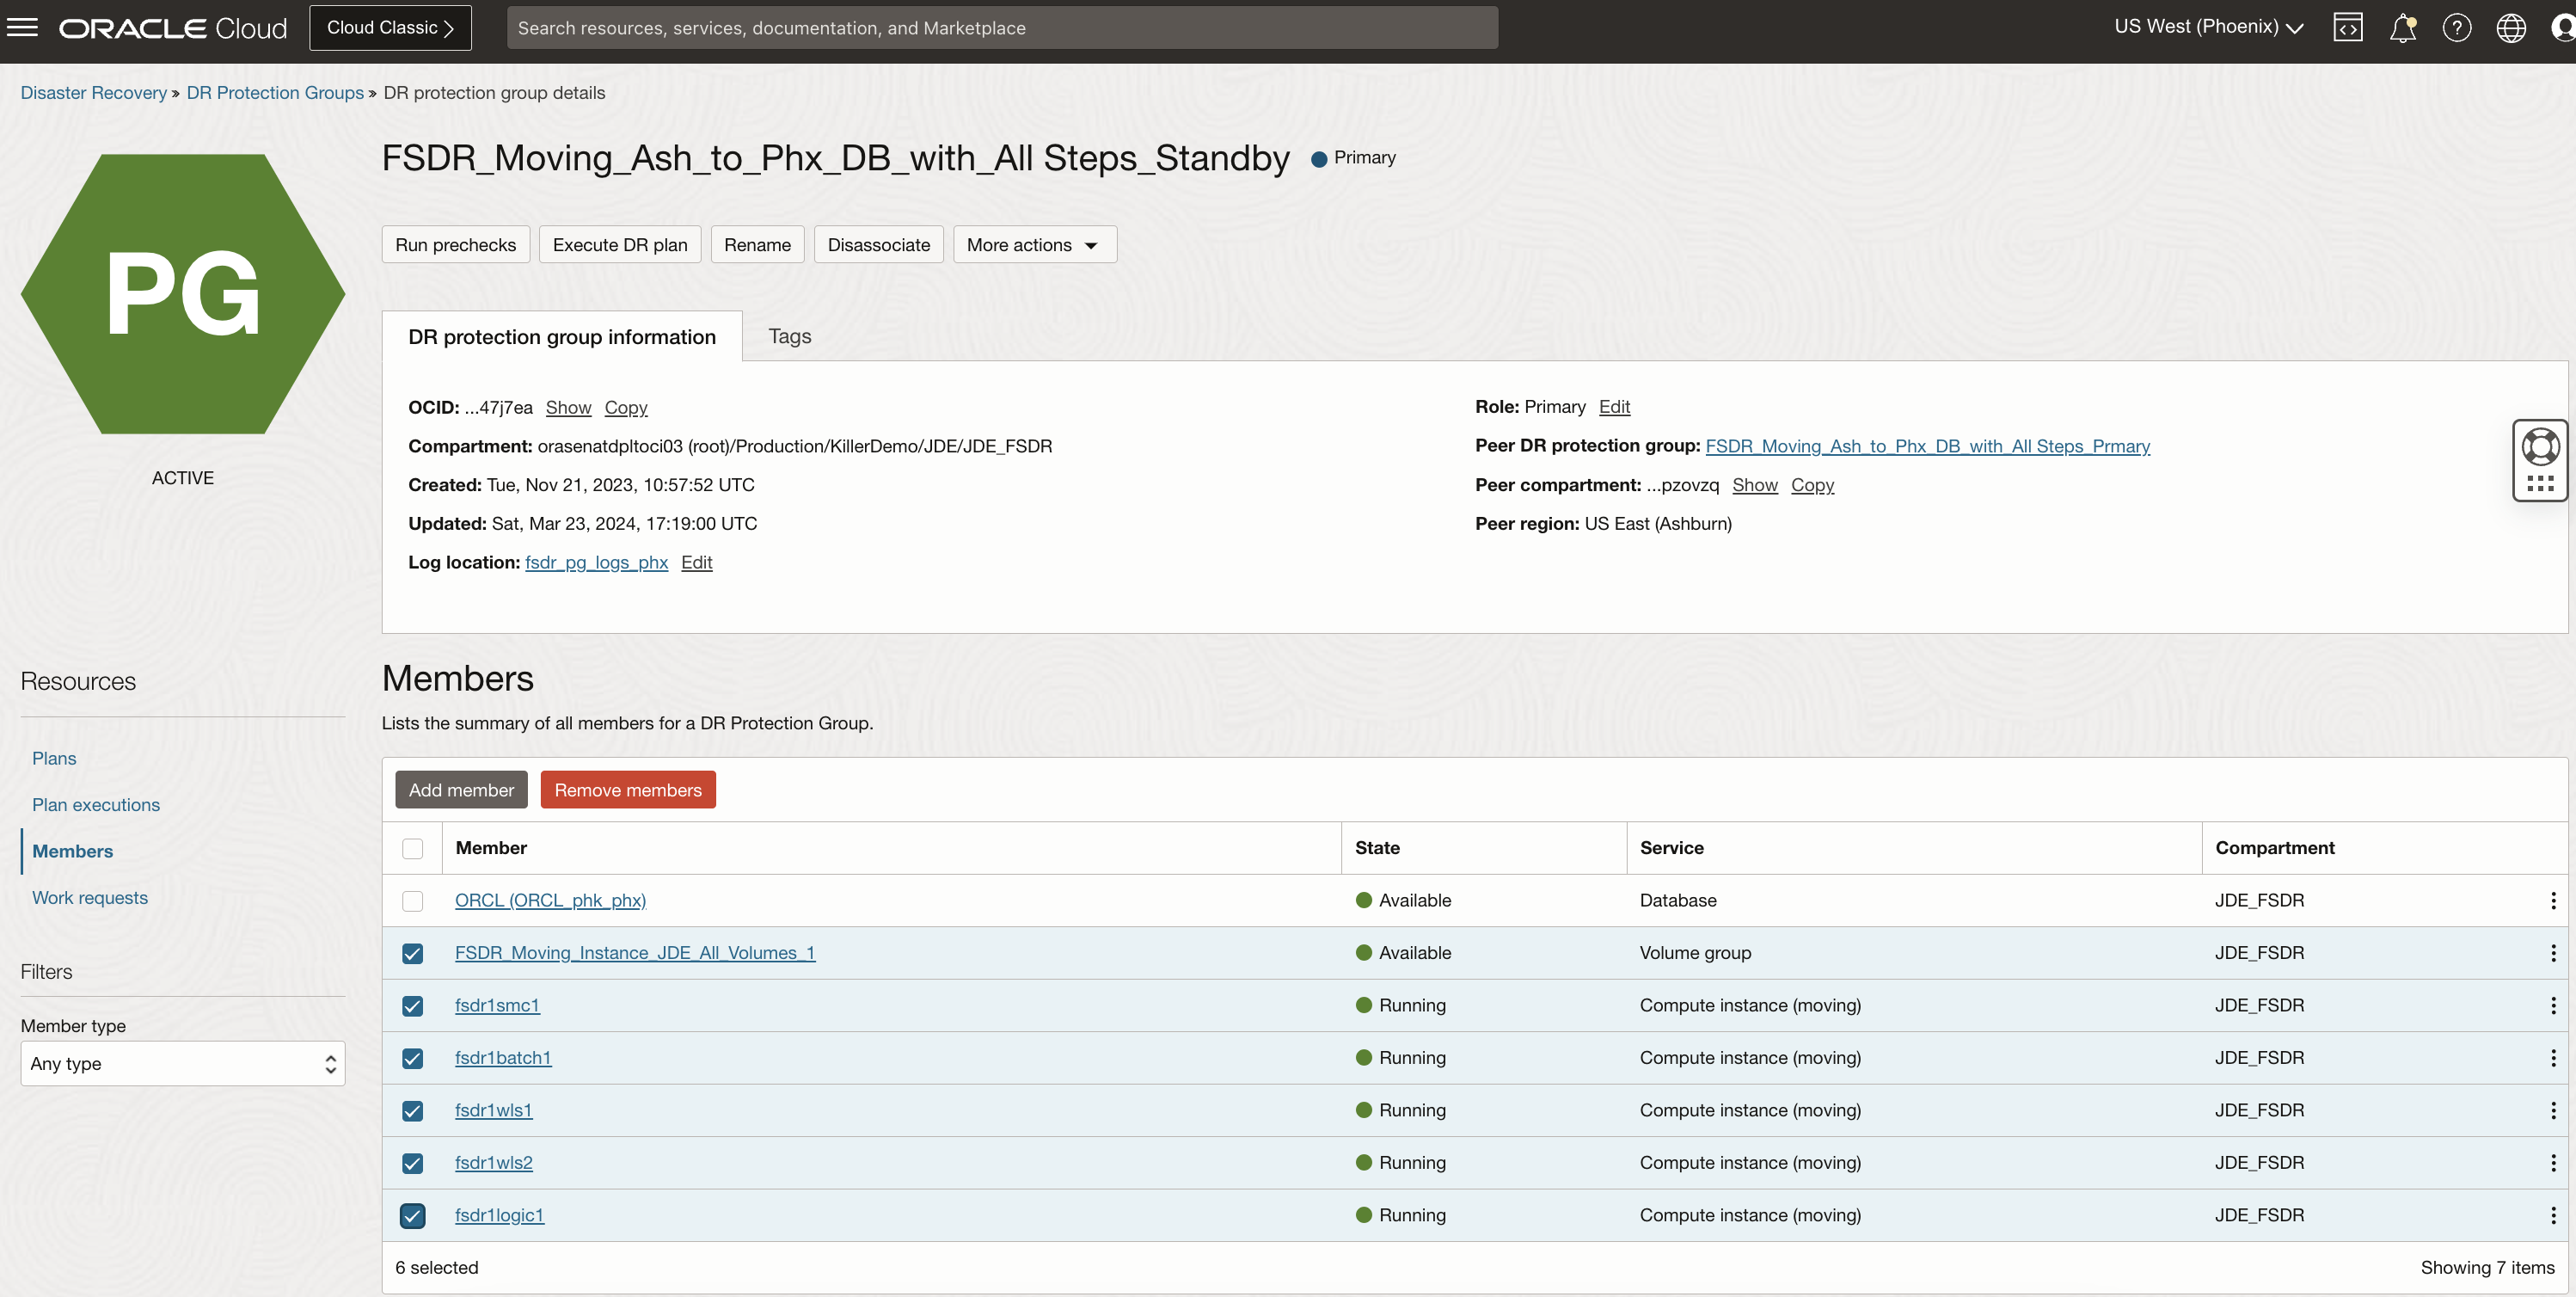 ORACLE Cloud
Cloud Classic
Search resources, services, documentation, and Marketplace
US West (Phoenix)
Disaster Recovery » DR Protection Groups » DR protection group details
PG
ACTIVE
FSDR_Moving_Ash_to_Phx_DB_with_All Steps_Standby
Primary
Run prechecks
Execute DR plan
Rename
Disassociate
More actions
DR protection group information
Tags
OCID: ...47j7ea Show Copy
Compartment: orasenatdpltoci03 (root)/Production/KillerDemo/JDE/JDE_FSDR
Created: Tue, Nov 21, 2023, 10:57:52 UTC
Updated: Sat, Mar 23, 2024, 17:19:00 UTC
Log location: fsdr_pg_logs_phx Edit
Role: Primary Edit
Peer DR protection group: FSDR_Moving_Ash_to_Phx_DB_with_All Steps_Prmary
Peer compartment: ...pzovzq Show Copy
Peer region: US East (Ashburn)
Resources
Plans
Plan executions
Members
Work requests
Filters
Member type
Any type
Members
Lists the summary of all members for a DR Protection Group.
Add member
Remove members
Member State Service Compartment
ORCL (ORCL_phk_phx) Available Database JDE_FSDR
FSDR_Moving_Instance_JDE_All_Volumes_1 Available Volume group JDE_FSDR
fsdr1smc1 Running Compute instance (moving) JDE_FSDR
fsdr1batch1 Running Compute instance (moving) JDE_FSDR
fsdr1wls1 Running Compute instance (moving) JDE_FSDR
fsdr1wls2 Running Compute instance (moving) JDE_FSDR
fsdr1logic1 Running Compute instance (moving) JDE_FSDR
6 selected
Showing 7 items